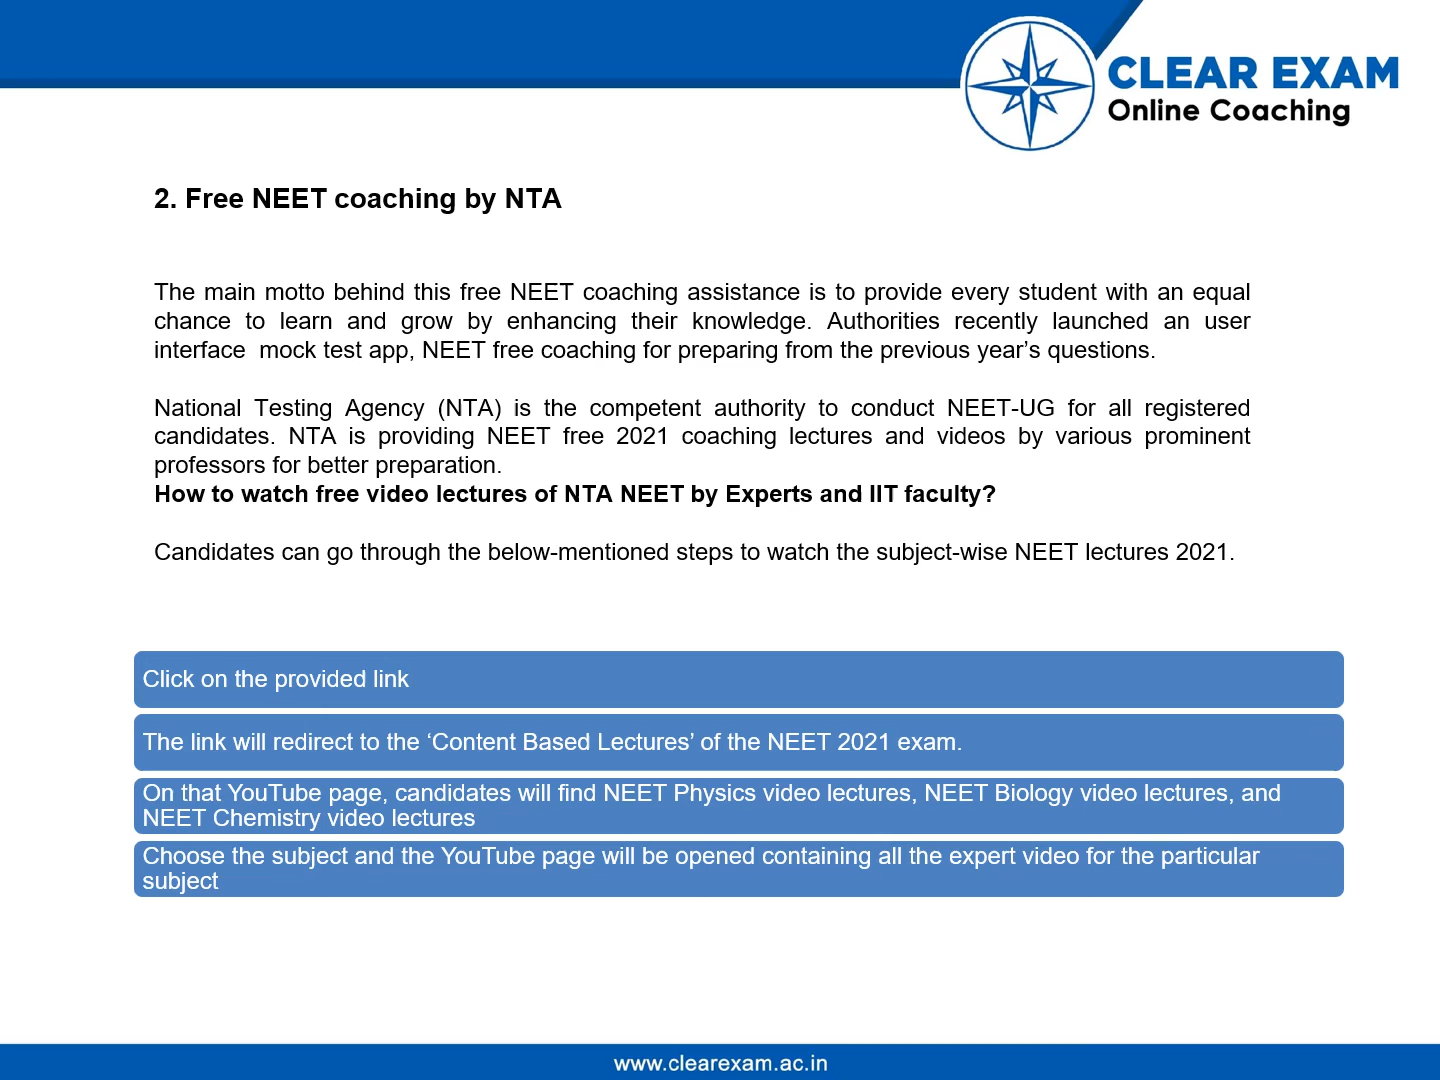 CLEAR EXAM
Online Coaching
2. Free NEET coaching by NTA
The main motto behind this free NEET coaching assistance is to provide every student with an equal
chance to learn and grow by enhancing their knowledge. Authorities recently launched an user
interface  mock test app, NEET free coaching for preparing from the previous year’s questions.
National Testing Agency (NTA) is the competent authority to conduct NEET-UG for all registered
candidates. NTA is providing NEET free 2021 coaching lectures and videos by various prominent
professors for better preparation.
How to watch free video lectures of NTA NEET by Experts and IIT faculty?
Candidates can go through the below-mentioned steps to watch the subject-wise NEET lectures 2021.
Click on the provided link
The link will redirect to the ‘Content Based Lectures’ of the NEET 2021 exam.
On that YouTube page, candidates will find NEET Physics video lectures, NEET Biology video lectures, and
NEET Chemistry video lectures
Choose the subject and the YouTube page will be opened containing all the expert video for the particular
subject
www.clearexam.ac.in